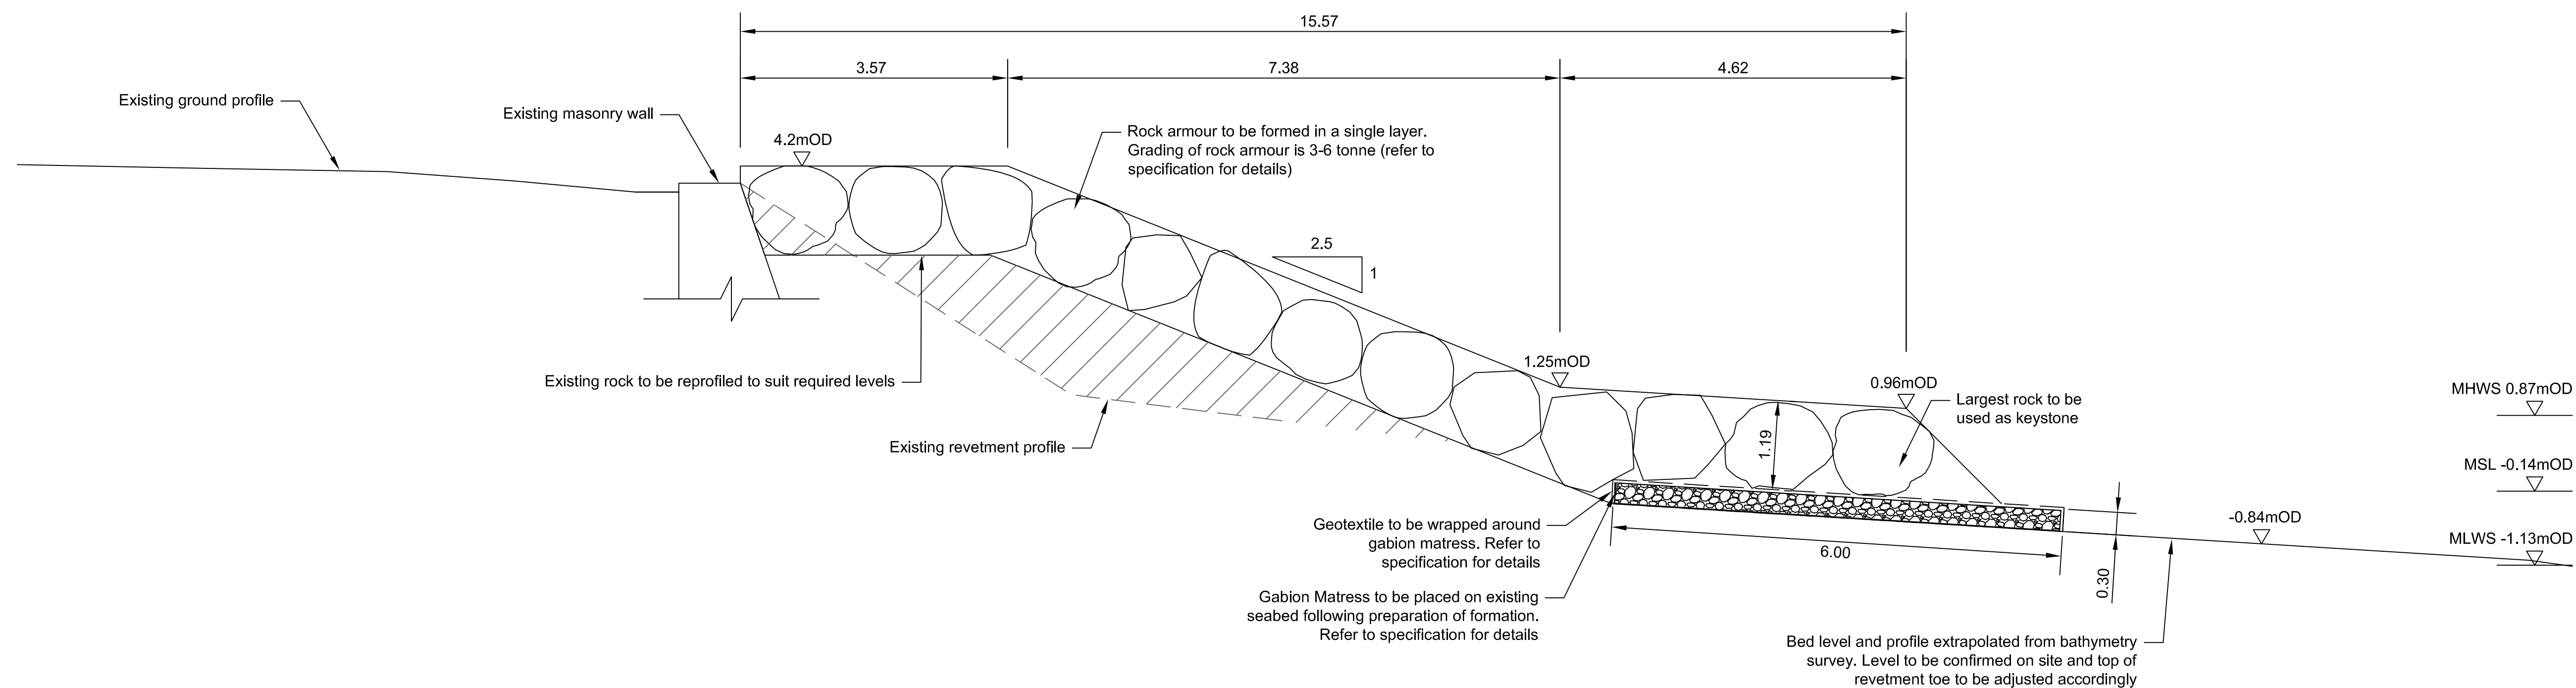 15.57
3.57
7.38
4.62
Existing ground profile
Existing masonry wall
4.2mOD
Rock armour to be formed in a single layer.
Grading of rock armour is 3-6 tonne (refer to
specification for details)
2.5
1
Existing rock to be reprofiled to suit required levels
Existing revetment profile
1.25mOD
0.96mOD
Largest rock to be
used as keystone
1.19
MHWS 0.87mOD
MSL -0.14mOD
-0.84mOD
MLWS -1.13mOD
Geotextile to be wrapped around
gabion matress. Refer to
specification for details
6.00
0.30
Gabion Matress to be placed on existing
seabed following preparation of formation.
Refer to specification for details
Bed level and profile extrapolated from bathymetry
survey. Level to be confirmed on site and top of
revetment toe to be adjusted accordingly